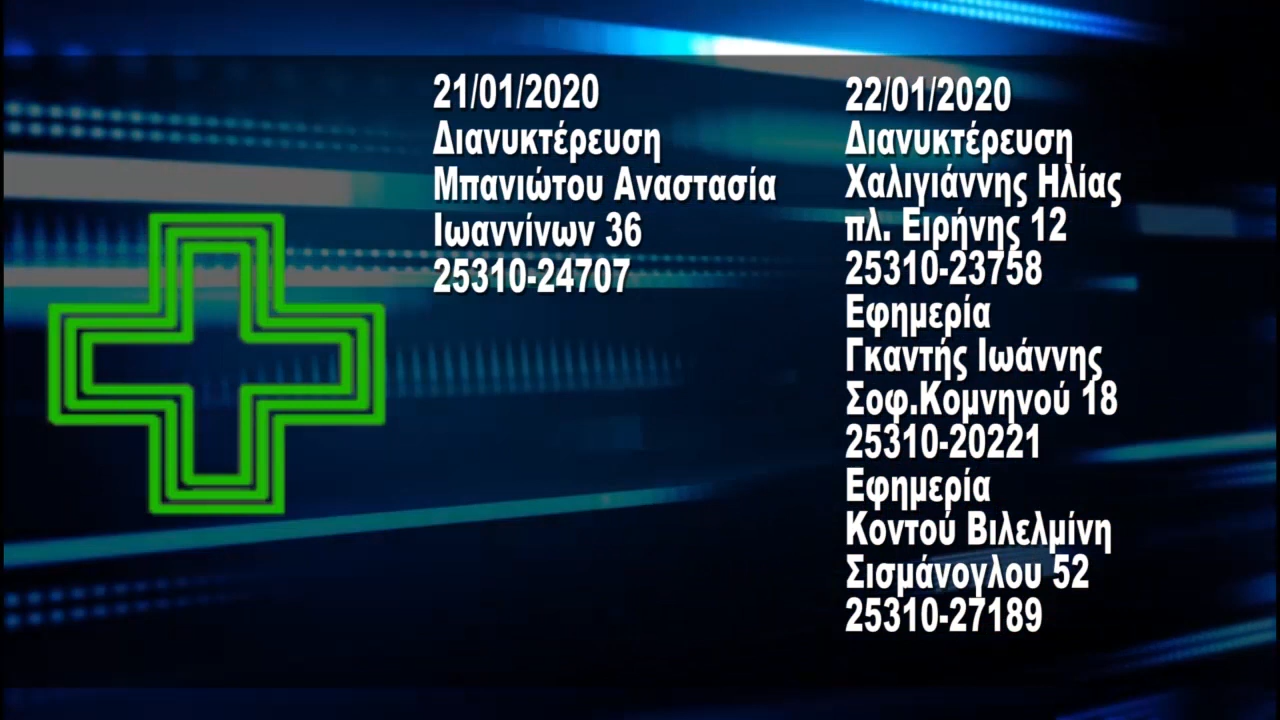 21/01/2020
Διανυκτέρευση
Μπανιώτου Αναστασία
Ιωαννίνων 36
25310-24707
22/01/2020
Διανυκτέρευση
Χαλιγιάννης Ηλίας
πλ. Ειρήνης 12
25310-23758
Εφημερία
Γκαντής Ιωάννης
Σοφ.Κομνηνού 18
25310-20221
Εφημερία
Κοντού Βιλελμίνη
Σισμάνογλου 52
25310-27189